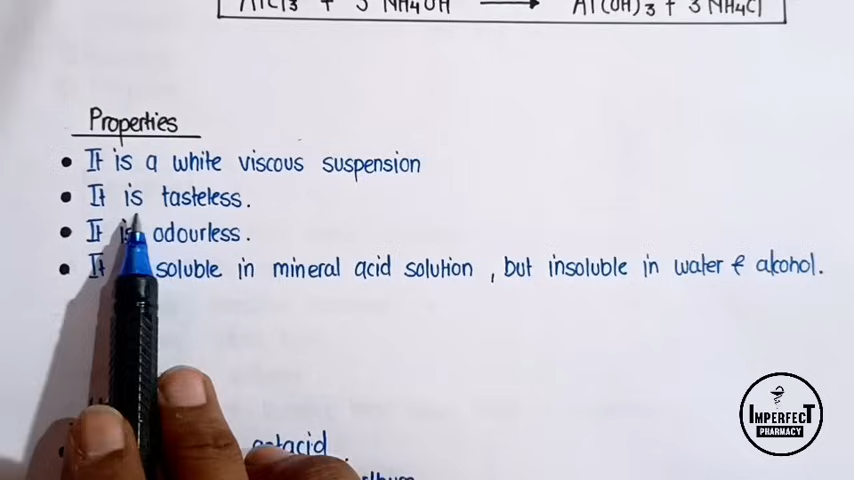 AlCl3 + 3 NH4OH → Al(OH)3 + 3 NH4Cl
Properties
• It is a white viscous suspension
• It is tasteless.
• It is odourless.
• It soluble in mineral acid solution , but insoluble in water & alcohol.
antacid.
IMPERFECT
PHARMACY